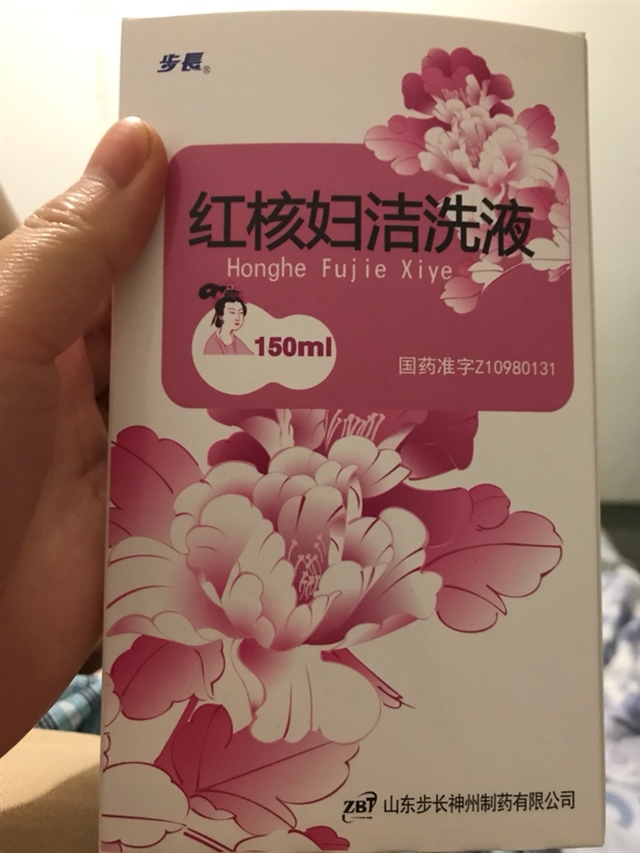 步長®
红核妇洁洗液
Honghe Fujie Xiye
150ml
国药准字Z10980131
ZBT 山东步长神州制药有限公司